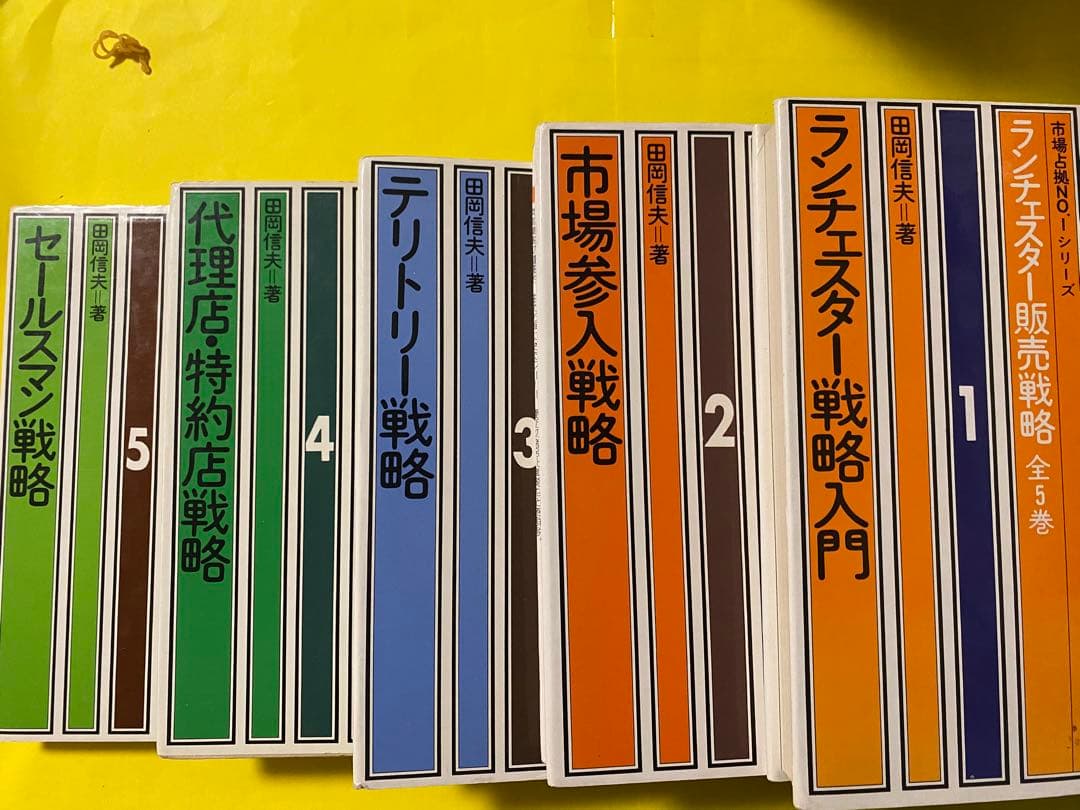 市場占拠NO.1シリーズ
ランチェスター販売戦略 全5巻
1
田岡信夫=著
ランチェスター戦略入門
2
田岡信夫=著
市場参入戦略
3
田岡信夫=著
テリトリー戦略
4
田岡信夫=著
代理店・特約店戦略
5
田岡信夫=著
セールスマン戦略